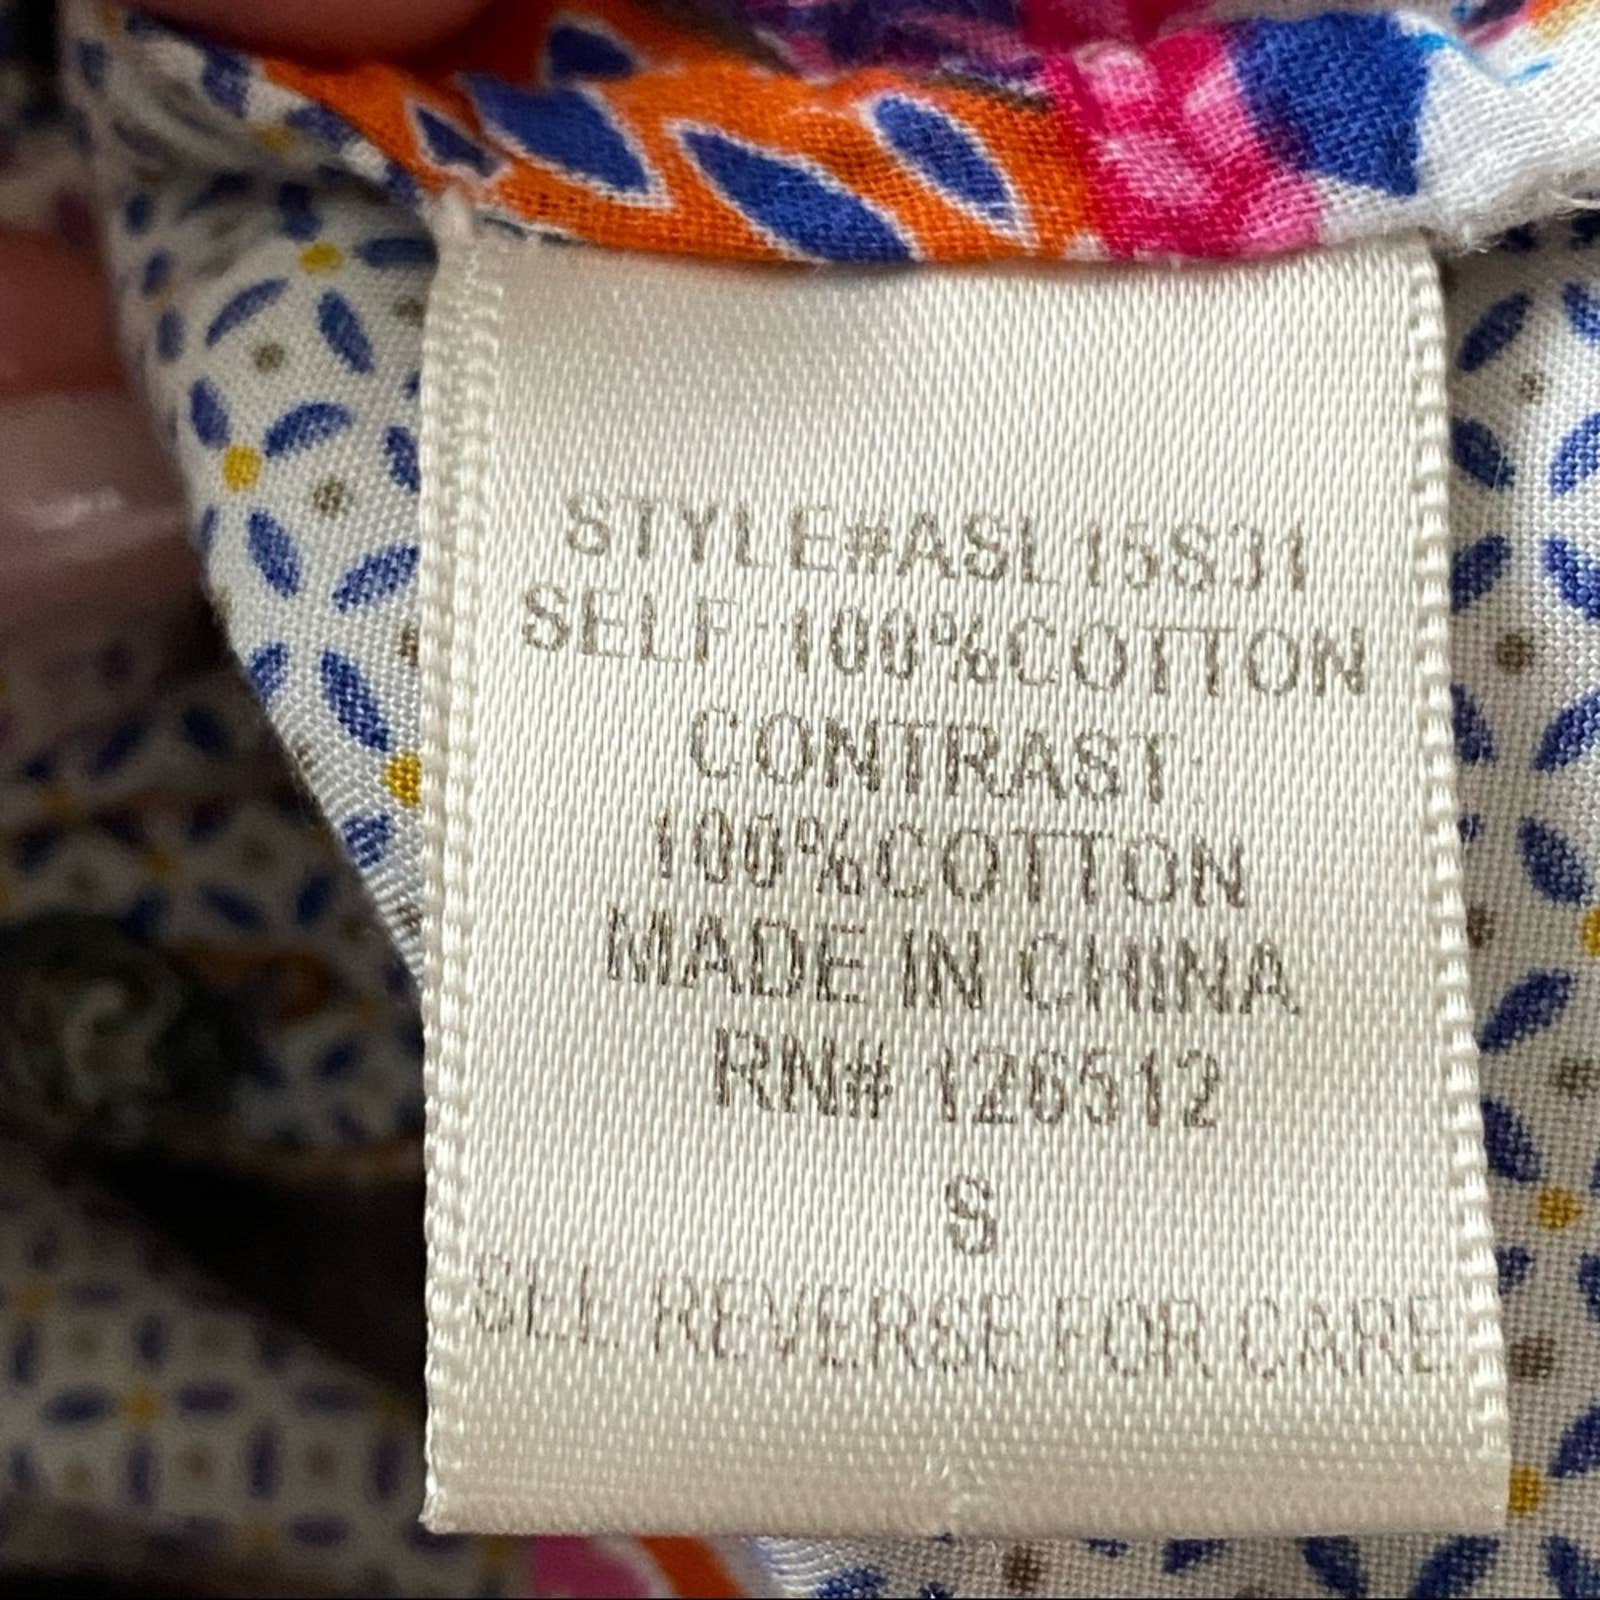 STYLE#ASL15S31
SELF: 100%COTTON
CONTRAST:
100%COTTON
MADE IN CHINA
RN# 126512
S
SEE REVERSE FOR CARE